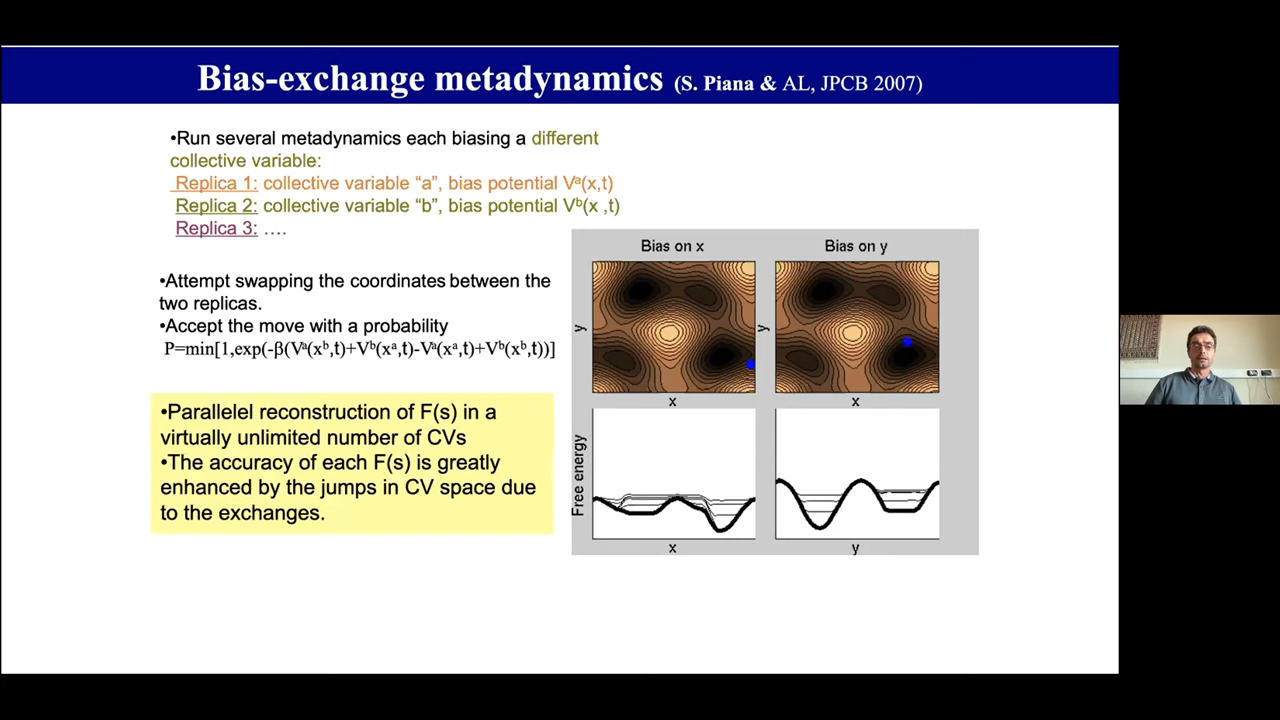 Bias-exchange metadynamics (S. Piana & AL, JPCB 2007)
•Run several metadynamics each biasing a different
collective variable:
Replica 1: collective variable “a”, bias potential Vᵃ(x,t)
Replica 2: collective variable “b”, bias potential Vᵇ(x ,t)
Replica 3: ….
•Attempt swapping the coordinates between the
two replicas.
•Accept the move with a probability
P=min[1,exp(-β(Vᵃ(xᵇ,t)+Vᵇ(xᵃ,t)-Vᵃ(xᵃ,t)+Vᵇ(xᵇ,t))]
•Parallelel reconstruction of F(s) in a
virtually unlimited number of CVs
•The accuracy of each F(s) is greatly
enhanced by the jumps in CV space due
to the exchanges.
Bias on x
Bias on y
y
y
x
x
Free energy
x
y